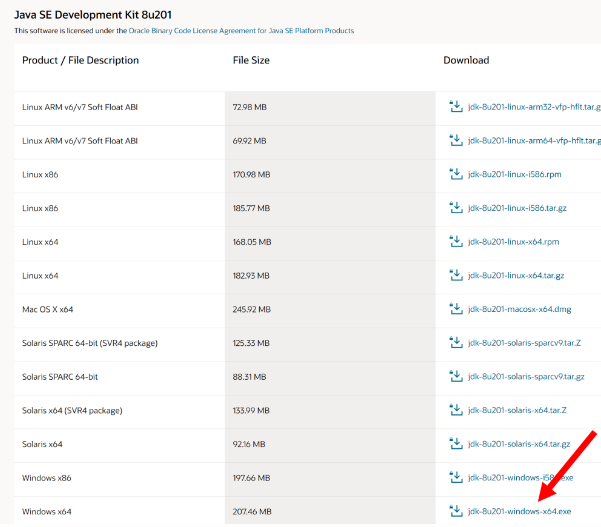 Java SE Development Kit 8u201
This software is licensed under the Oracle Binary Code License Agreement for Java SE Platform Products
Product / File Description File Size Download
Linux ARM v6/v7 Soft Float ABI 72.98 MB jdk-8u201-linux-arm32-vfp-hflt.tar.g
Linux ARM v6/v7 Soft Float ABI 69.92 MB jdk-8u201-linux-arm64-vfp-hflt.tar.g
Linux x86 170.98 MB jdk-8u201-linux-i586.rpm
Linux x86 185.77 MB jdk-8u201-linux-i586.tar.gz
Linux x64 168.05 MB jdk-8u201-linux-x64.rpm
Linux x64 182.93 MB jdk-8u201-linux-x64.tar.gz
Mac OS X x64 245.92 MB jdk-8u201-macosx-x64.dmg
Solaris SPARC 64-bit (SVR4 package) 125.33 MB jdk-8u201-solaris-sparcv9.tar.Z
Solaris SPARC 64-bit 88.31 MB jdk-8u201-solaris-sparcv9.tar.gz
Solaris x64 (SVR4 package) 133.99 MB jdk-8u201-solaris-x64.tar.Z
Solaris x64 92.16 MB jdk-8u201-solaris-x64.tar.gz
Windows x86 197.66 MB jdk-8u201-windows-i586.exe
Windows x64 207.46 MB jdk-8u201-windows-x64.exe